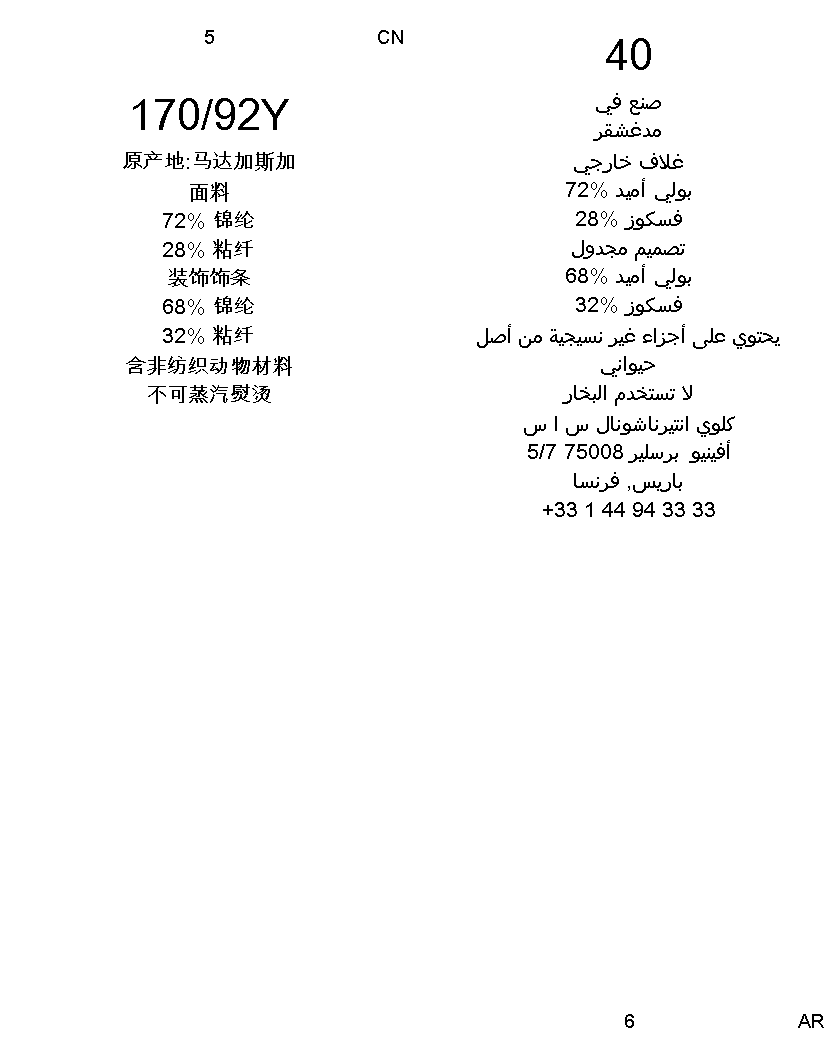 5
CN
170/92Y
原产地:马达加斯加
面料
72% 锦纶
28% 粘纤
装饰饰条
68% 锦纶
32% 粘纤
含非纺织动物材料
不可蒸汽熨烫
40
صنع في
مدغشقر
غلاف خارجي
بولي أميد %72
فسكوز %28
تصميم مجدول
بولي أميد %68
فسكوز %32
يحتوي على أجزاء غير نسيجية من أصل
حيواني
لا تستخدم البخار
كلوي انتيرناشونال س ا س
أفينيو برسلير 75008 5/7
باريس, فرنسا
+33 1 44 94 33 33
6
AR